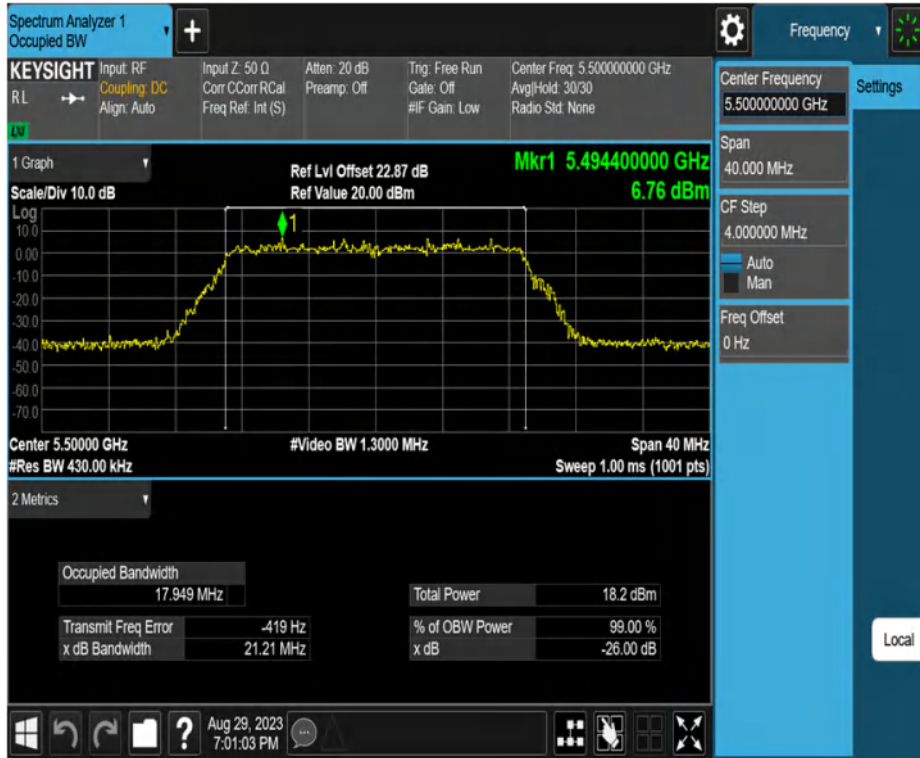 Spectrum Analyzer 1
Occupied BW
+
Frequency
KEYSIGHT
RL
LXI
Input: RF
Coupling: DC
Align: Auto
Input Z: 50 Ω
Corr CCorr RCal
Freq Ref: Int (S)
Atten: 20 dB
Preamp: Off
Trig: Free Run
Gate: Off
#IF Gain: Low
Center Freq: 5.500000000 GHz
Avg|Hold: 30/30
Radio Std: None
Center Frequency
5.500000000 GHz
Settings
Span
40.000 MHz
CF Step
4.000000 MHz
Auto
Man
Freq Offset
0 Hz
1 Graph
Scale/Div 10.0 dB
Ref Lvl Offset 22.87 dB
Ref Value 20.00 dBm
Mkr1 5.494400000 GHz
6.76 dBm
Log
10.0
0.00
-10.0
-20.0
-30.0
-40.0
-50.0
-60.0
-70.0
1
Center 5.50000 GHz
#Video BW 1.3000 MHz
Span 40 MHz
#Res BW 430.00 kHz
Sweep 1.00 ms (1001 pts)
2 Metrics
Occupied Bandwidth
17.949 MHz
Total Power 18.2 dBm
Transmit Freq Error -419 Hz
% of OBW Power 99.00 %
x dB Bandwidth 21.21 MHz
x dB -26.00 dB
Local
?
Aug 29, 2023
7:01:03 PM